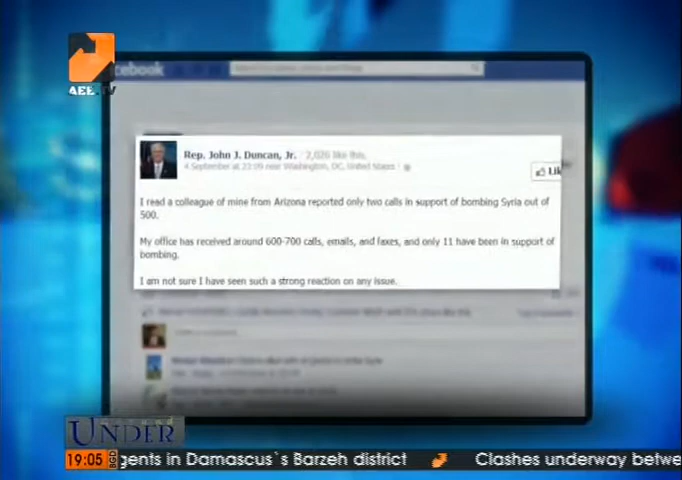 cebook
AEE.TV
Rep. John J. Duncan, Jr. · 2,026 like this.
4 September at 23:09 near Washington, DC, United States
Lik
I read a colleague of mine from Arizona reported only two calls in support of bombing Syria out of
500.
My office has received around 600-700 calls, emails, and faxes, and only 11 have been in support of
bombing.
I am not sure I have seen such a strong reaction on any issue.
UNDER
19:05 BGD gents in Damascus`s Barzeh district Clashes underway betwe